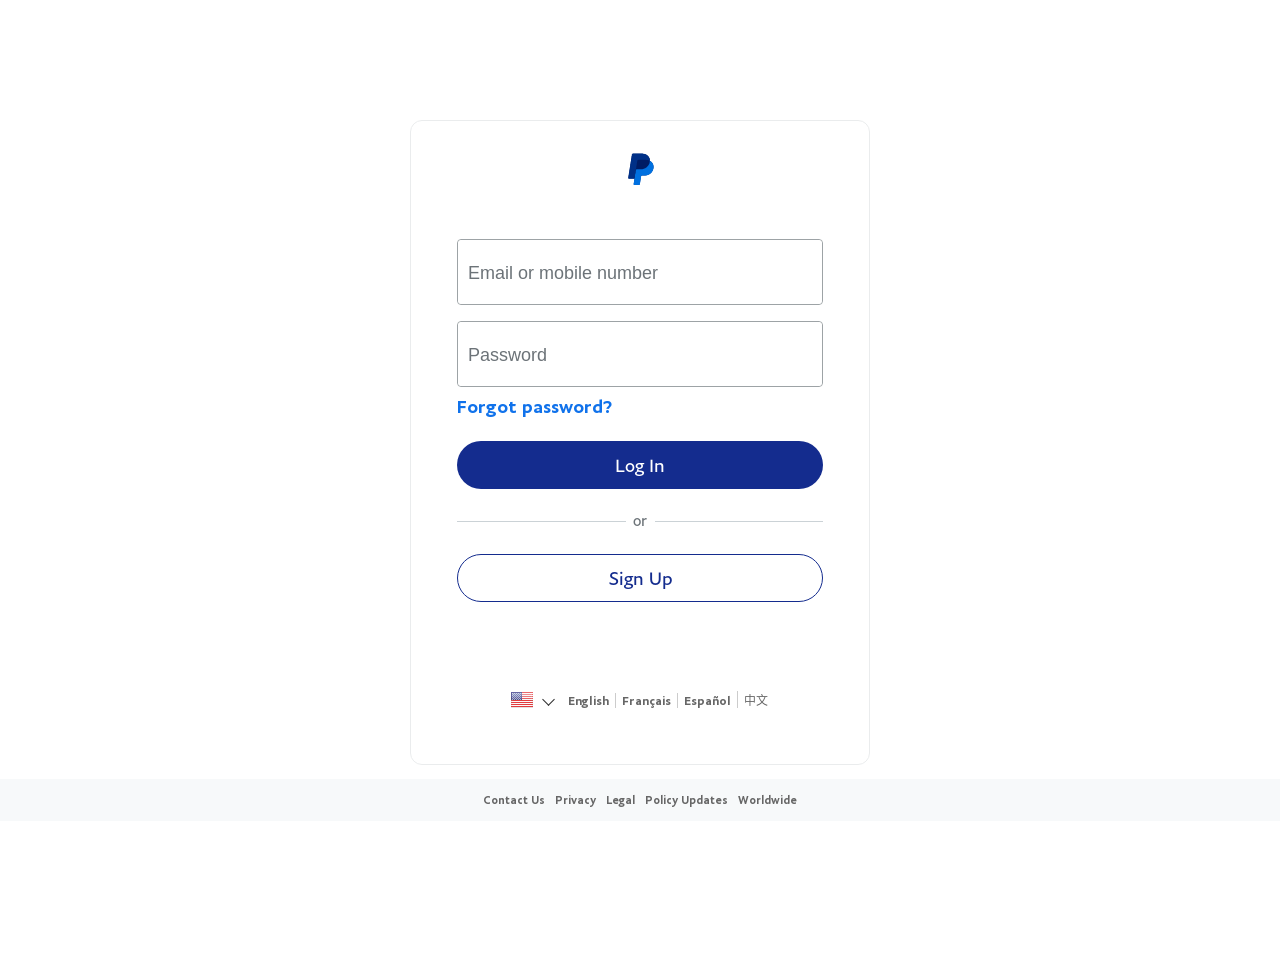 Email or mobile number
Password
Forgot password?
Log In
or
Sign Up
English Français Español 中文
Contact Us Privacy Legal Policy Updates Worldwide